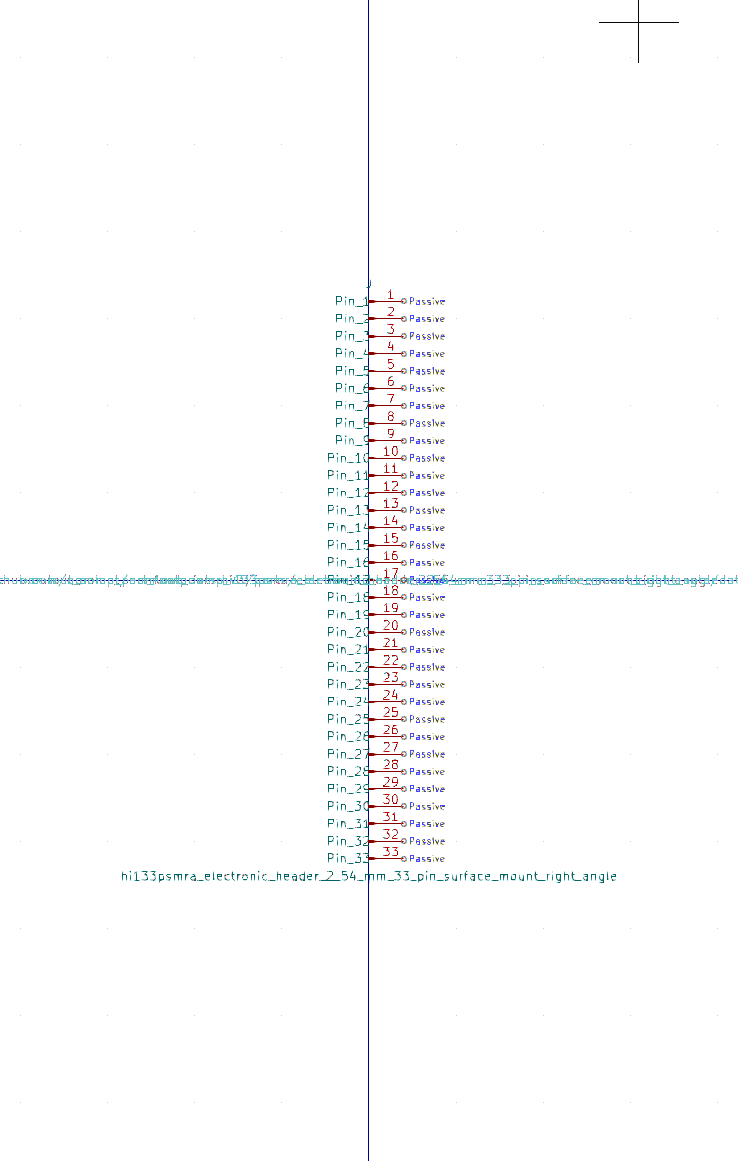 J
Pin_1 1 Passive
Pin_2 2 Passive
Pin_3 3 Passive
Pin_4 4 Passive
Pin_5 5 Passive
Pin_6 6 Passive
Pin_7 7 Passive
Pin_8 8 Passive
Pin_9 9 Passive
Pin_10 10 Passive
Pin_11 11 Passive
Pin_12 12 Passive
Pin_13 13 Passive
Pin_14 14 Passive
Pin_15 15 Passive
Pin_16 16 Passive
17
Pin_18 18 Passive
Pin_19 19 Passive
Pin_20 20 Passive
Pin_21 21 Passive
Pin_22 22 Passive
Pin_23 23 Passive
Pin_24 24 Passive
Pin_25 25 Passive
Pin_26 26 Passive
Pin_27 27 Passive
Pin_28 28 Passive
Pin_29 29 Passive
Pin_30 30 Passive
Pin_31 31 Passive
Pin_32 32 Passive
Pin_33 33 Passive
hi133psmra_electronic_header_2_54_mm_33_pin_surface_mount_right_angle